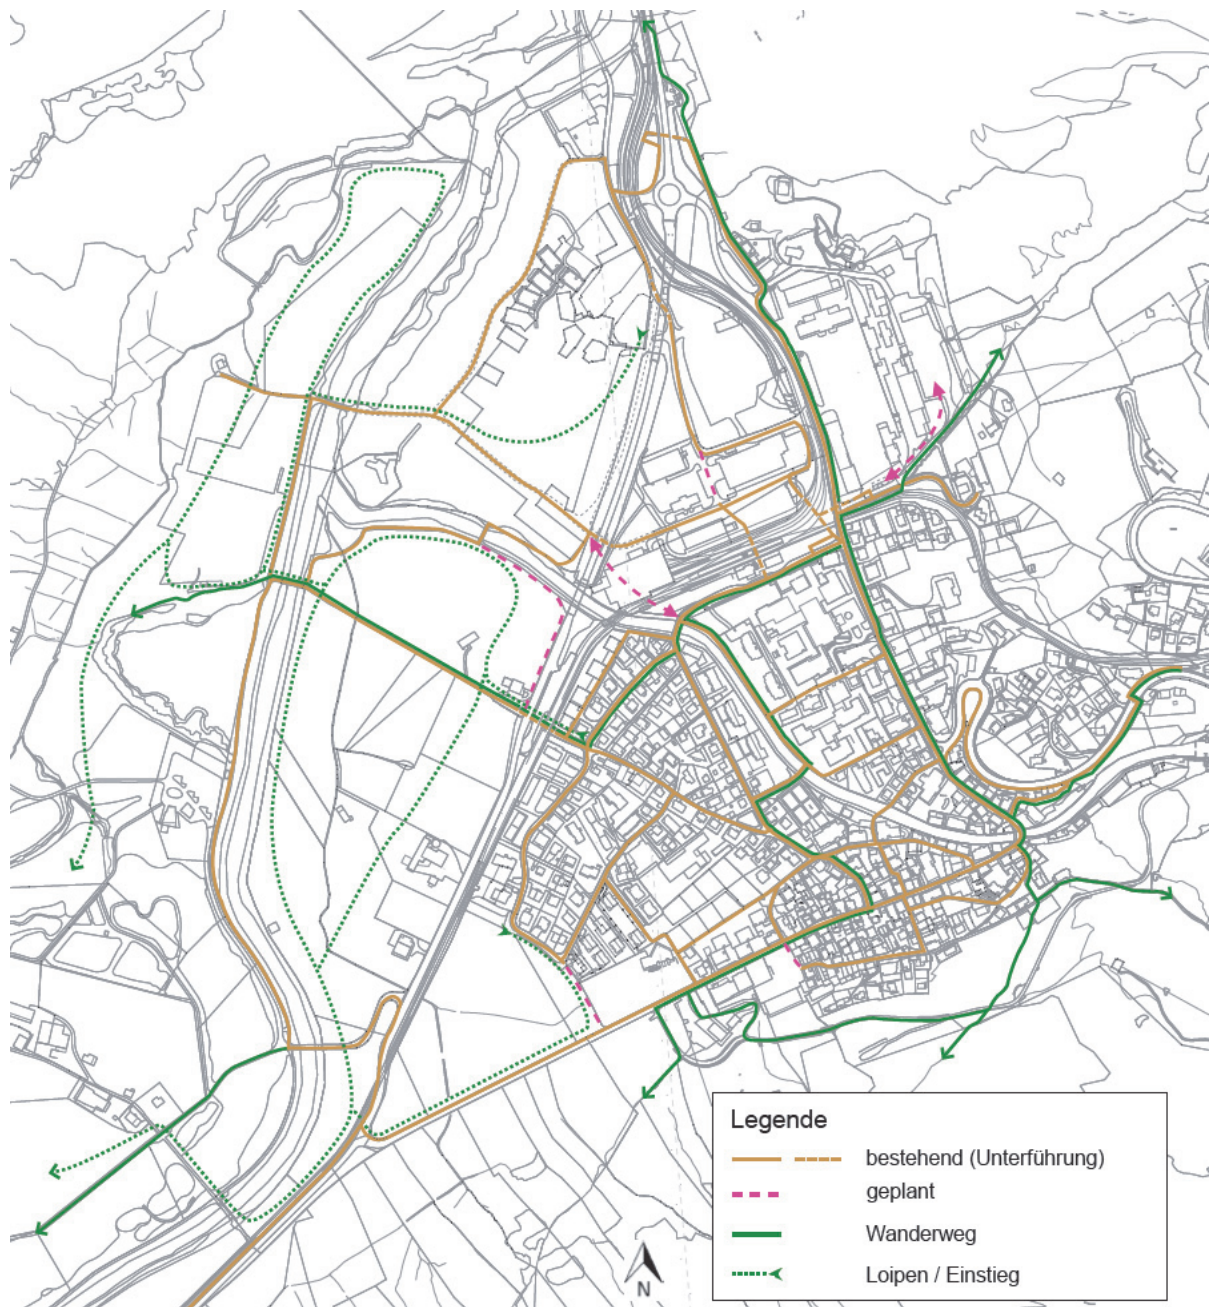 Legende
bestehend (Unterführung)
geplant
Wanderweg
Loipen / Einstieg
N